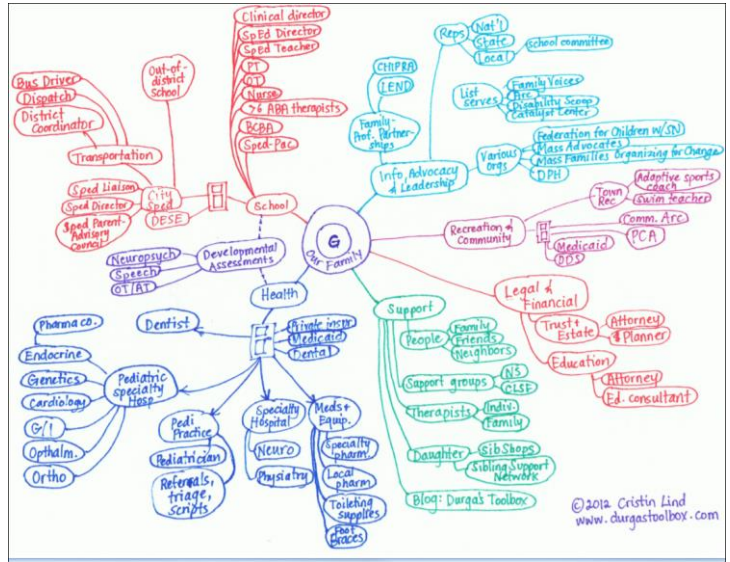 Clinical director
SpEd Director
SpEd Teacher
PT
OT
Nurse
>6 ABA therapists
BCBA
Sped-Pac
School
Out-of-
district
School
Bus Driver
Dispatch
District
Coordinator
Transportation
Sped Liaison
Sped Director
Sped Parent-
Advisory
Council
City
Sped
DESE
Reps
Nat'l
State
Local
school committee
CHIPRA
LEND
Family-
Prof. Partner-
ships
List
serves
Family Voices
Arc
Disability Scoop
Catalyst Center
Info, Advocacy
& Leadership
Various
Orgs
Federation for Children w/SN
Mass Advocates
Mass Families Organizing for Change
DPH
Recreation &
Community
Town
Rec
Adaptive sports
coach
Swim teacher
Comm. Arc
PCA
Medicaid
DDS
G
Our Family
Developmental
Assessments
Neuropsych
Speech
OT/AT
Health
Private inspr
Medicaid
Dental
Dentist
Pharma co.
Endocrine
Genetics
Cardiology
G/I
Opthalm.
Ortho
Pediatric
specialty
Hosp
Pedi
Practice
Pediatrician
Referrals,
triage,
scripts
Specialty
Hospital
Neuro
Physiatry
Meds+
Equip.
Specialty
pharm.
Local
pharm
Toileting
supplies
Foot
Braces
Support
People
Family
Friends
Neighbors
Support groups
NS
CLSF
Therapists
Indiv.
Family
Daughter
SibShops
Sibling Support
Network
Blog: Durga's Toolbox
Legal &
Financial
Trust +
Estate
Attorney
$ Planner
Education
Attorney
Ed. consultant
©2012 Cristin Lind
www.durgastoolbox.com